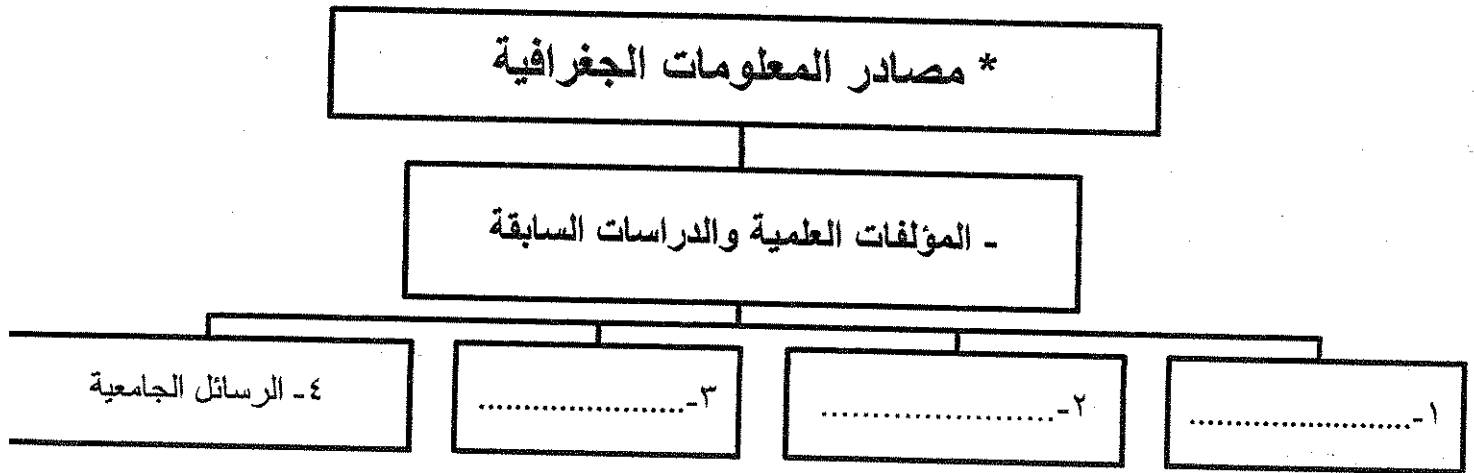 * مصادر المعلومات الجغرافية
- المؤلفات العلمية والدراسات السابقة
١-........................
٢-........................
٣-........................
٤- الرسائل الجامعية